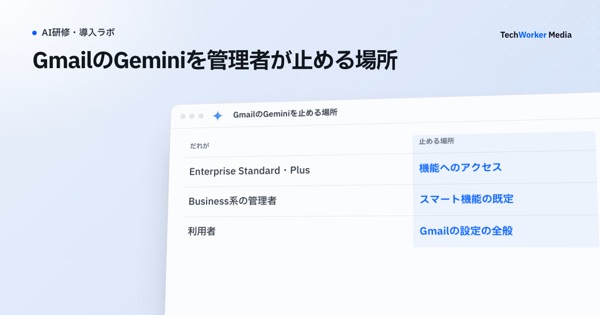 AI研修・導入ラボ
TechWorker Media
GmailのGeminiを管理者が止める場所
GmailのGeminiを止める場所
だれが
止める場所
Enterprise Standard・Plus
機能へのアクセス
Business系の管理者
スマート機能の既定
利用者
Gmailの設定の全般